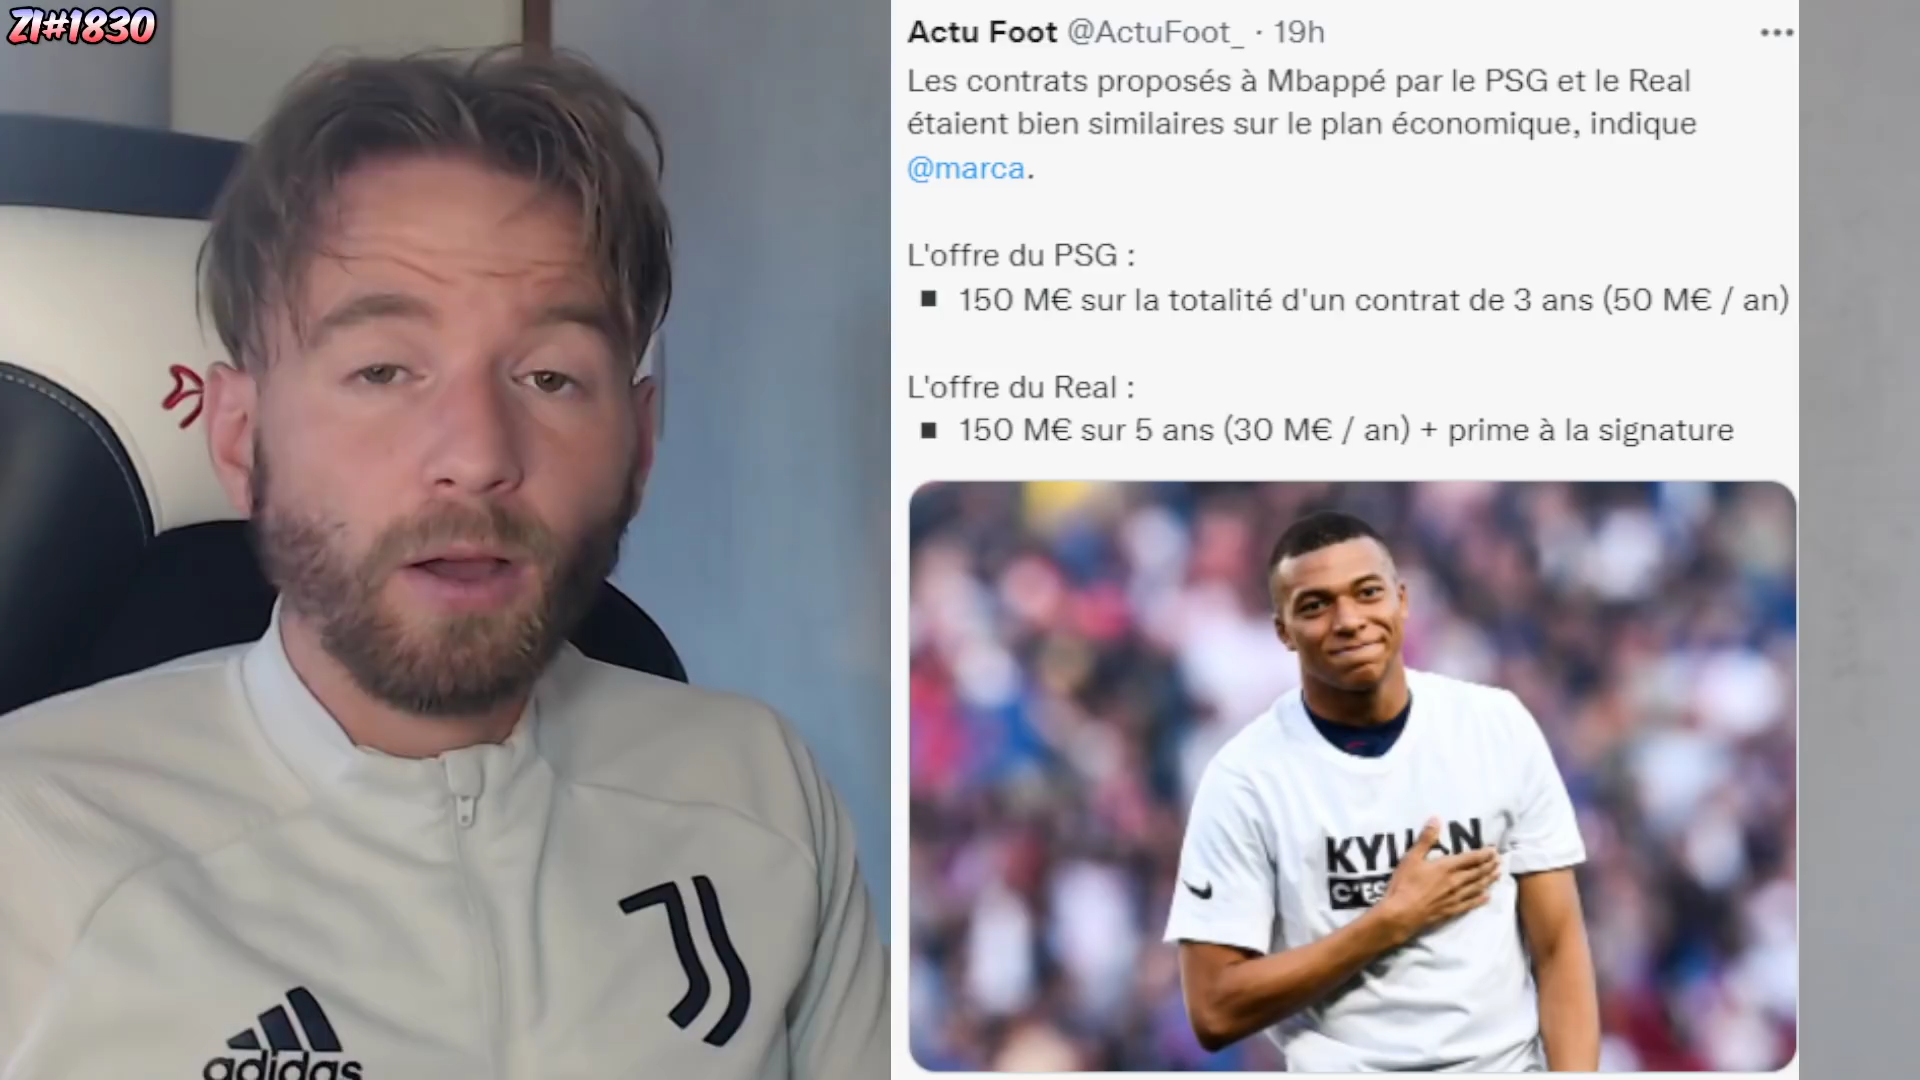 ZI#1830
Actu Foot @ActuFoot_ · 19h
Les contrats proposés à Mbappé par le PSG et le Real
étaient bien similaires sur le plan économique, indique
@marca.
L'offre du PSG :
■ 150 M€ sur la totalité d'un contrat de 3 ans (50 M€ / an)
L'offre du Real :
■ 150 M€ sur 5 ans (30 M€ / an) + prime à la signature
adidas